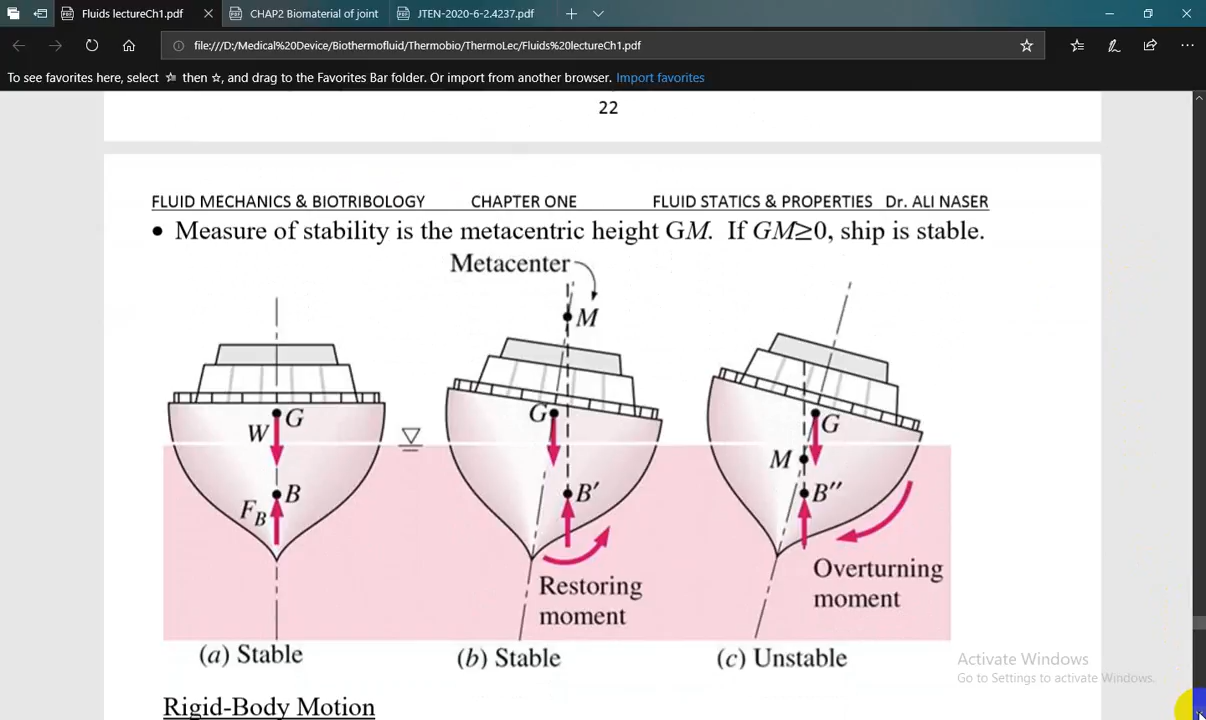 Fluids lectureCh1.pdf
CHAP2 Biomaterial of joint
JTEN-2020-6-2.4237.pdf
file:///D:/Medical%20Device/Biothermofluid/Thermobio/ThermoLec/Fluids%20lectureCh1.pdf
To see favorites here, select then ☆, and drag to the Favorites Bar folder. Or import from another browser. Import favorites
22
FLUID MECHANICS & BIOTRIBOLOGY CHAPTER ONE FLUID STATICS & PROPERTIES Dr. ALI NASER
• Measure of stability is the metacentric height GM. If GM≥0, ship is stable.
Metacenter
M
G
W
B
F_B
G
B′
Restoring
moment
G
M
B″
Overturning
moment
(a) Stable
(b) Stable
(c) Unstable
Activate Windows
Go to Settings to activate Windows.
Rigid-Body Motion